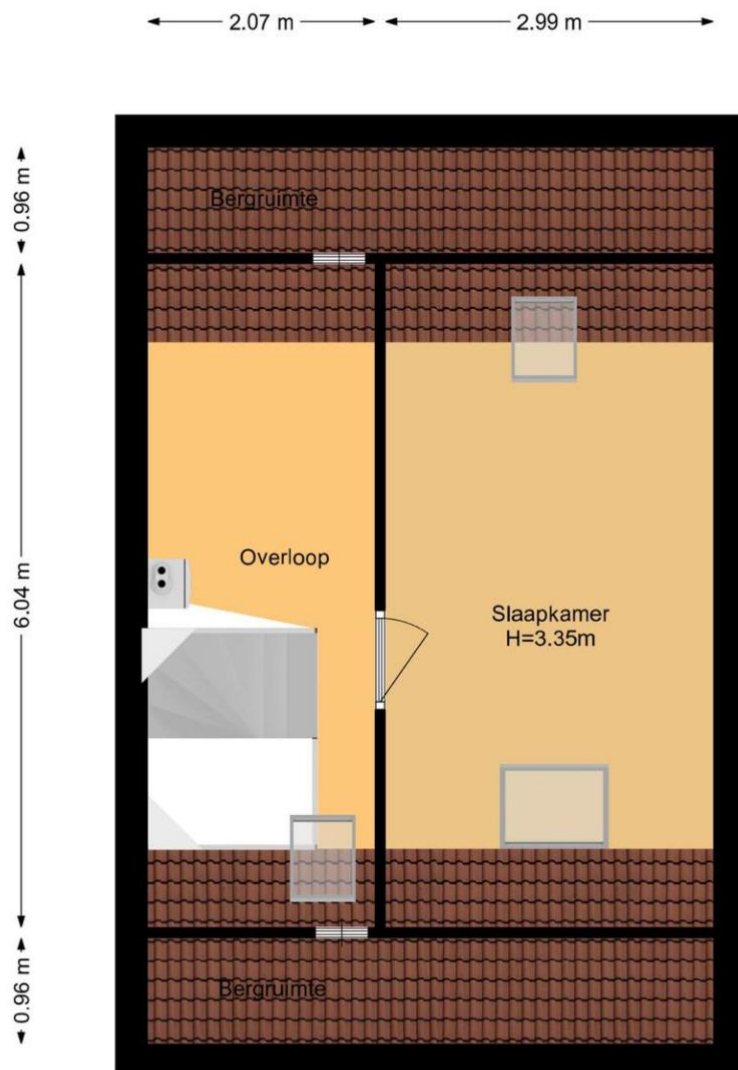 2.07 m
2.99 m
0.96 m
Bergruimte
6.04 m
Overloop
Slaapkamer
H=3.35m
0.96 m
Bergruimte